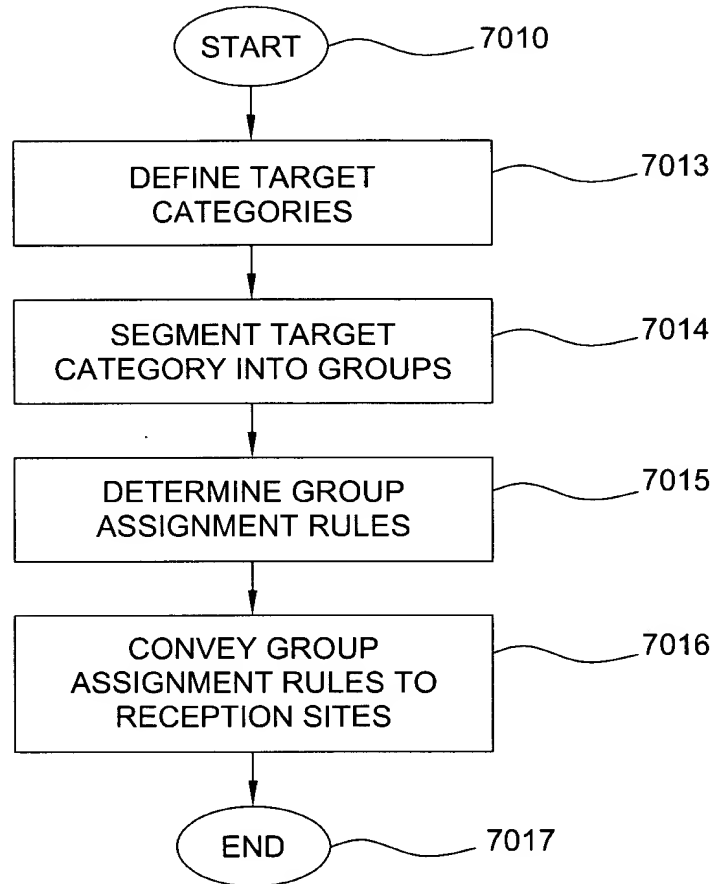 START
7010
DEFINE TARGET
CATEGORIES
7013
SEGMENT TARGET
CATEGORY INTO GROUPS
7014
DETERMINE GROUP
ASSIGNMENT RULES
7015
CONVEY GROUP
ASSIGNMENT RULES TO
RECEPTION SITES
7016
END
7017